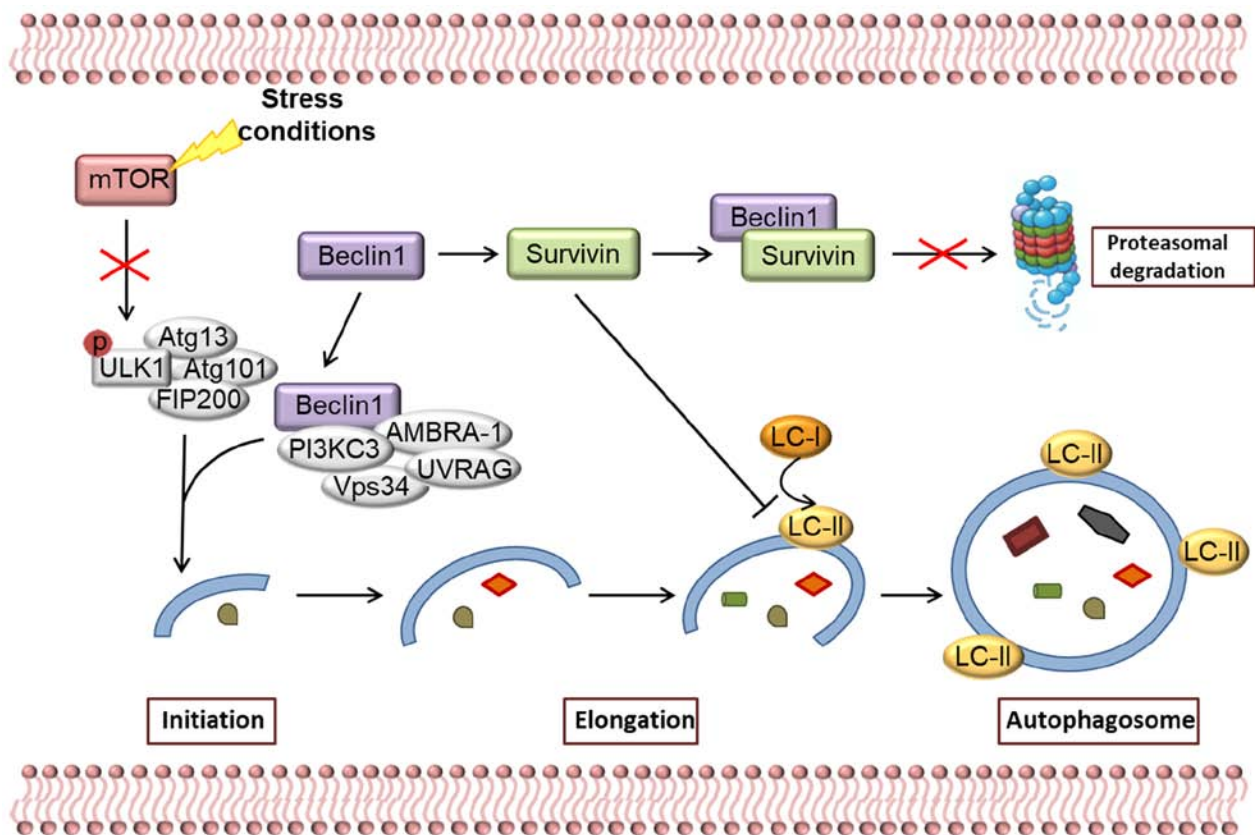 Stress
conditions
mTOR
Beclin1
Survivin
Beclin1
Survivin
Proteasomal
degradation
p
ULK1
Atg13
Atg101
FIP200
Beclin1
PI3KC3
AMBRA-1
UVRAG
Vps34
LC-I
LC-II
LC-II
LC-II
LC-II
Initiation
Elongation
Autophagosome